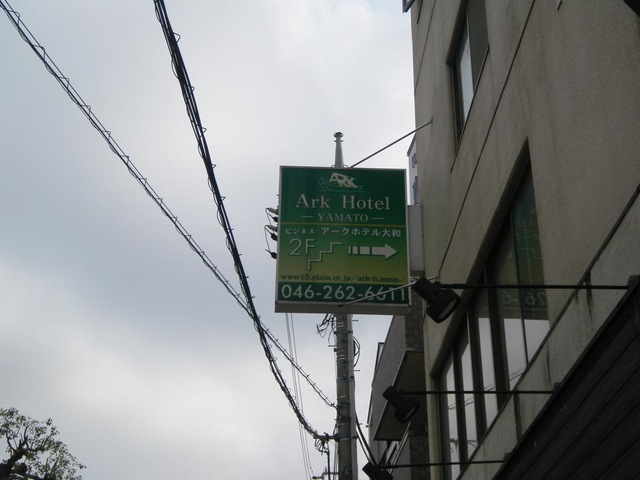 ARK
Ark Hotel
YAMATO
ビジネス アークホテル大和
2F
046-262-6611